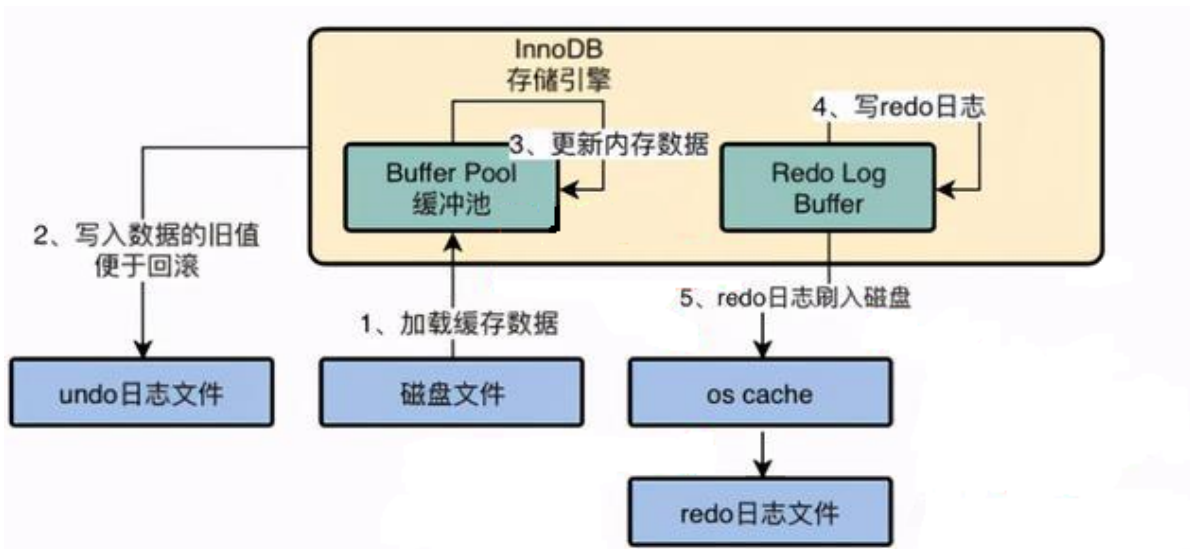 InnoDB
存储引擎
4、写redo日志
3、更新内存数据
Buffer Pool
缓冲池
Redo Log
Buffer
2、写入数据的旧值
便于回滚
5、redo日志刷入磁盘
1、加载缓存数据
undo日志文件
磁盘文件
os cache
redo日志文件